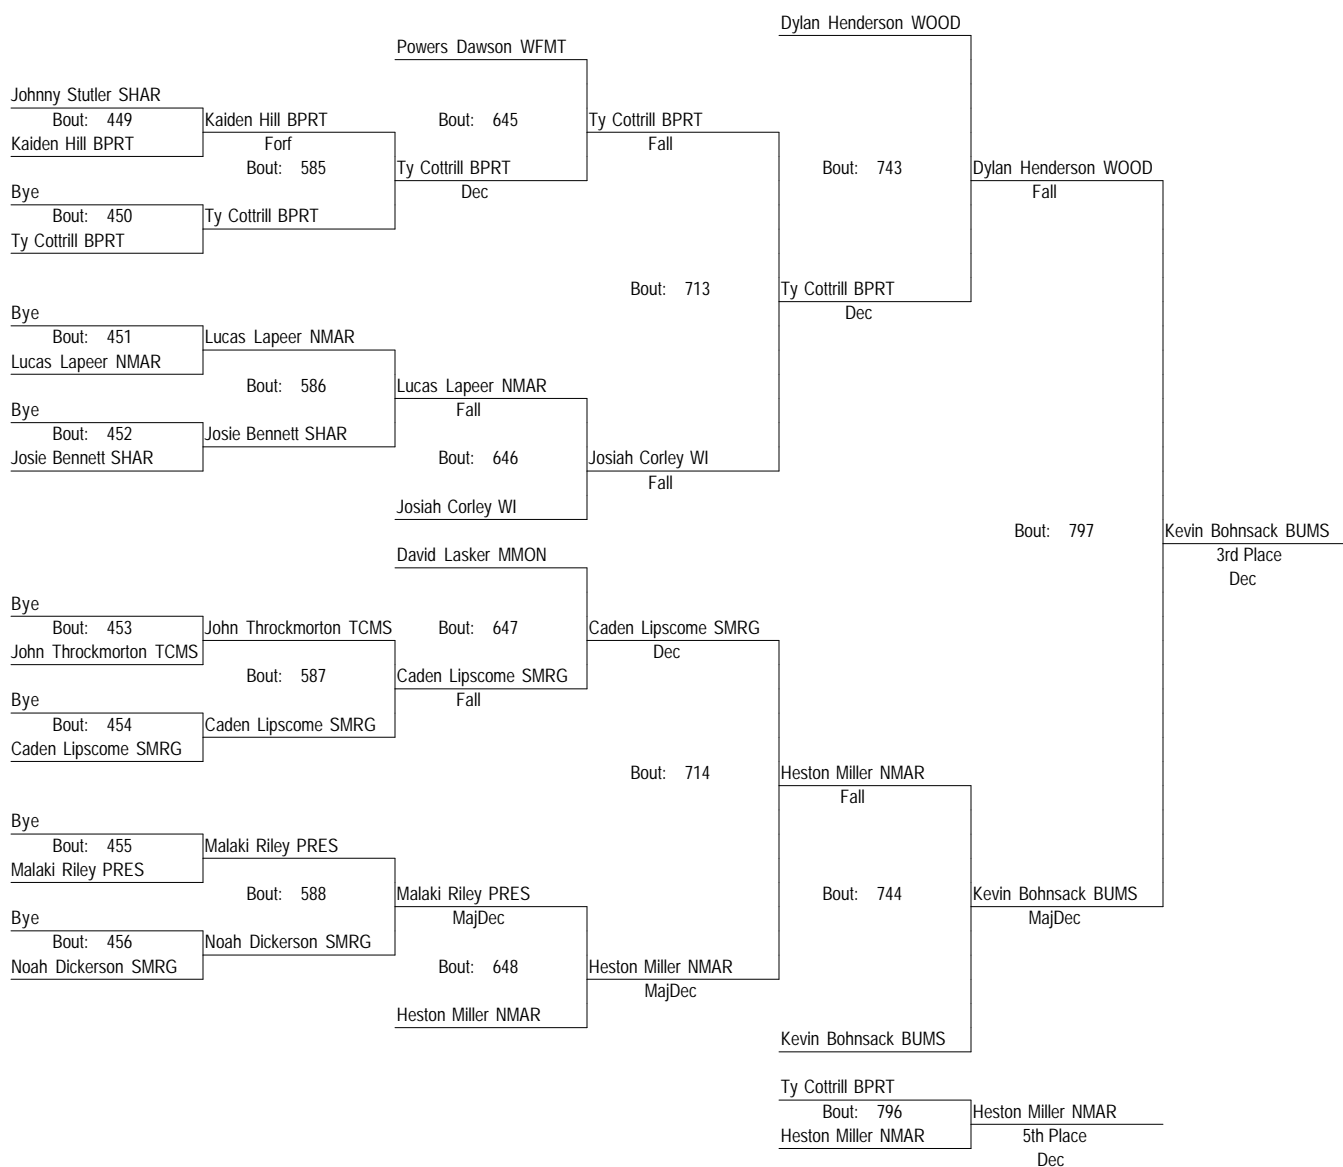 Dylan Henderson WOOD
Powers Dawson WFMT
Johnny Stutler SHAR
Bout: 449
Kaiden Hill BPRT
Kaiden Hill BPRT
Forf
Bout: 585
Bye
Bout: 450
Ty Cottrill BPRT
Ty Cottrill BPRT
Bout: 645
Ty Cottrill BPRT
Dec
Ty Cottrill BPRT
Fall
Bout: 743
Dylan Henderson WOOD
Fall
Bye
Bout: 451
Lucas Lapeer NMAR
Lucas Lapeer NMAR
Bout: 586
Bye
Bout: 452
Josie Bennett SHAR
Josie Bennett SHAR
Lucas Lapeer NMAR
Fall
Bout: 646
Josiah Corley WI
Josiah Corley WI
Fall
Bout: 713
Ty Cottrill BPRT
Dec
Bout: 797
Kevin Bohnsack BUMS
3rd Place
Dec
David Lasker MMON
Bye
Bout: 453
John Throckmorton TCMS
John Throckmorton TCMS
Bout: 587
Bye
Bout: 454
Caden Lipscome SMRG
Caden Lipscome SMRG
Bout: 647
Caden Lipscome SMRG
Fall
Caden Lipscome SMRG
Dec
Bout: 714
Heston Miller NMAR
Fall
Bye
Bout: 455
Malaki Riley PRES
Malaki Riley PRES
Bout: 588
Bye
Bout: 456
Noah Dickerson SMRG
Noah Dickerson SMRG
Malaki Riley PRES
MajDec
Bout: 648
Heston Miller NMAR
Heston Miller NMAR
MajDec
Bout: 744
Kevin Bohnsack BUMS
MajDec
Kevin Bohnsack BUMS
Ty Cottrill BPRT
Bout: 796
Heston Miller NMAR
Heston Miller NMAR
5th Place
Dec